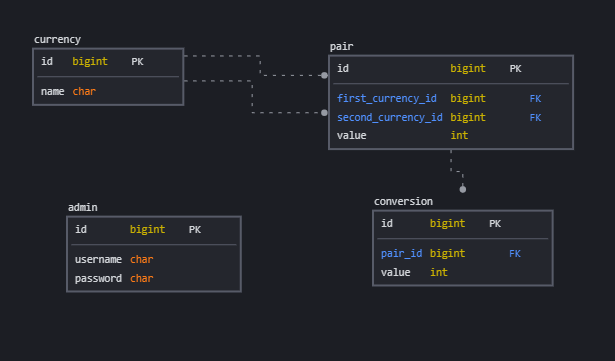 currency
id bigint PK
name char
pair
id bigint PK
first_currency_id bigint FK
second_currency_id bigint FK
value int
admin
id bigint PK
username char
password char
conversion
id bigint PK
pair_id bigint FK
value int